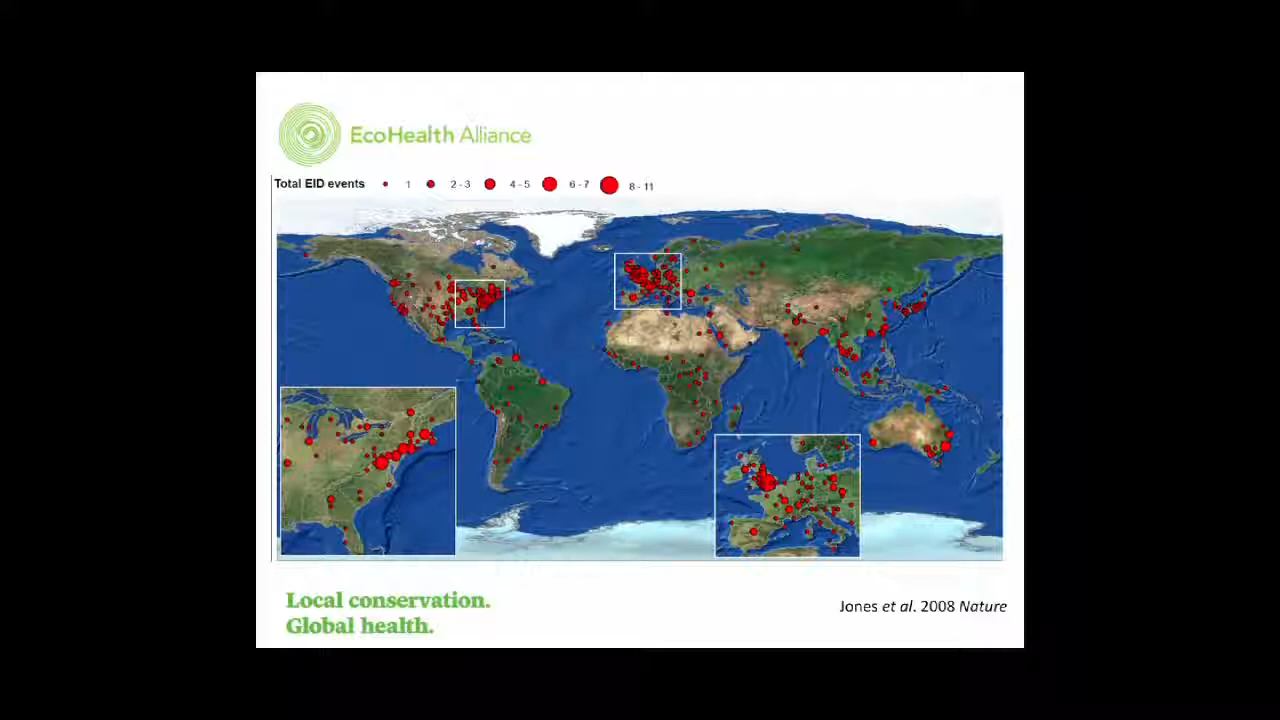 EcoHealth Alliance
Total EID events 1 2 - 3 4 - 5 6 - 7 8 - 11
Local conservation.
Global health.
Jones et al. 2008 Nature